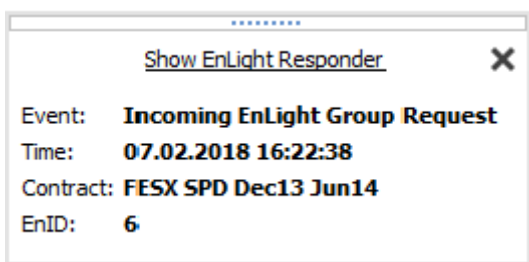 Show EnLight Responder
Event: Incoming EnLight Group Request
Time: 07.02.2018 16:22:38
Contract: FESX SPD Dec13 Jun14
EnID: 6